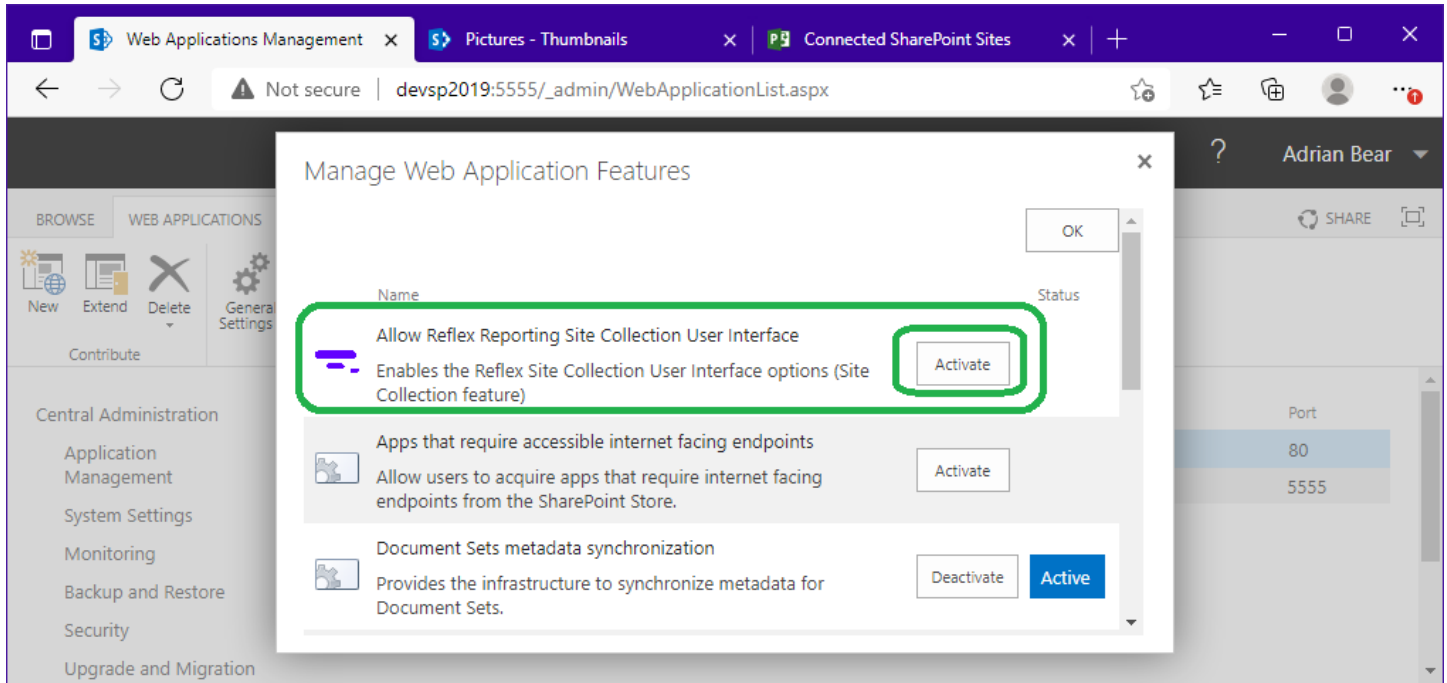 Web Applications Management
Pictures - Thumbnails
Connected SharePoint Sites
Not secure | devsp2019:5555/_admin/WebApplicationList.aspx
? Adrian Bear
Manage Web Application Features
BROWSE WEB APPLICATIONS
SHARE
OK
New Extend Delete General Settings
Contribute
Name Status
Allow Reflex Reporting Site Collection User Interface
Enables the Reflex Site Collection User Interface options (Site
Collection feature)
Activate
Apps that require accessible internet facing endpoints
Allow users to acquire apps that require internet facing
endpoints from the SharePoint Store.
Activate
Document Sets metadata synchronization
Provides the infrastructure to synchronize metadata for
Document Sets.
Deactivate Active
Central Administration
Application
Management
System Settings
Monitoring
Backup and Restore
Security
Upgrade and Migration
Port
80
5555